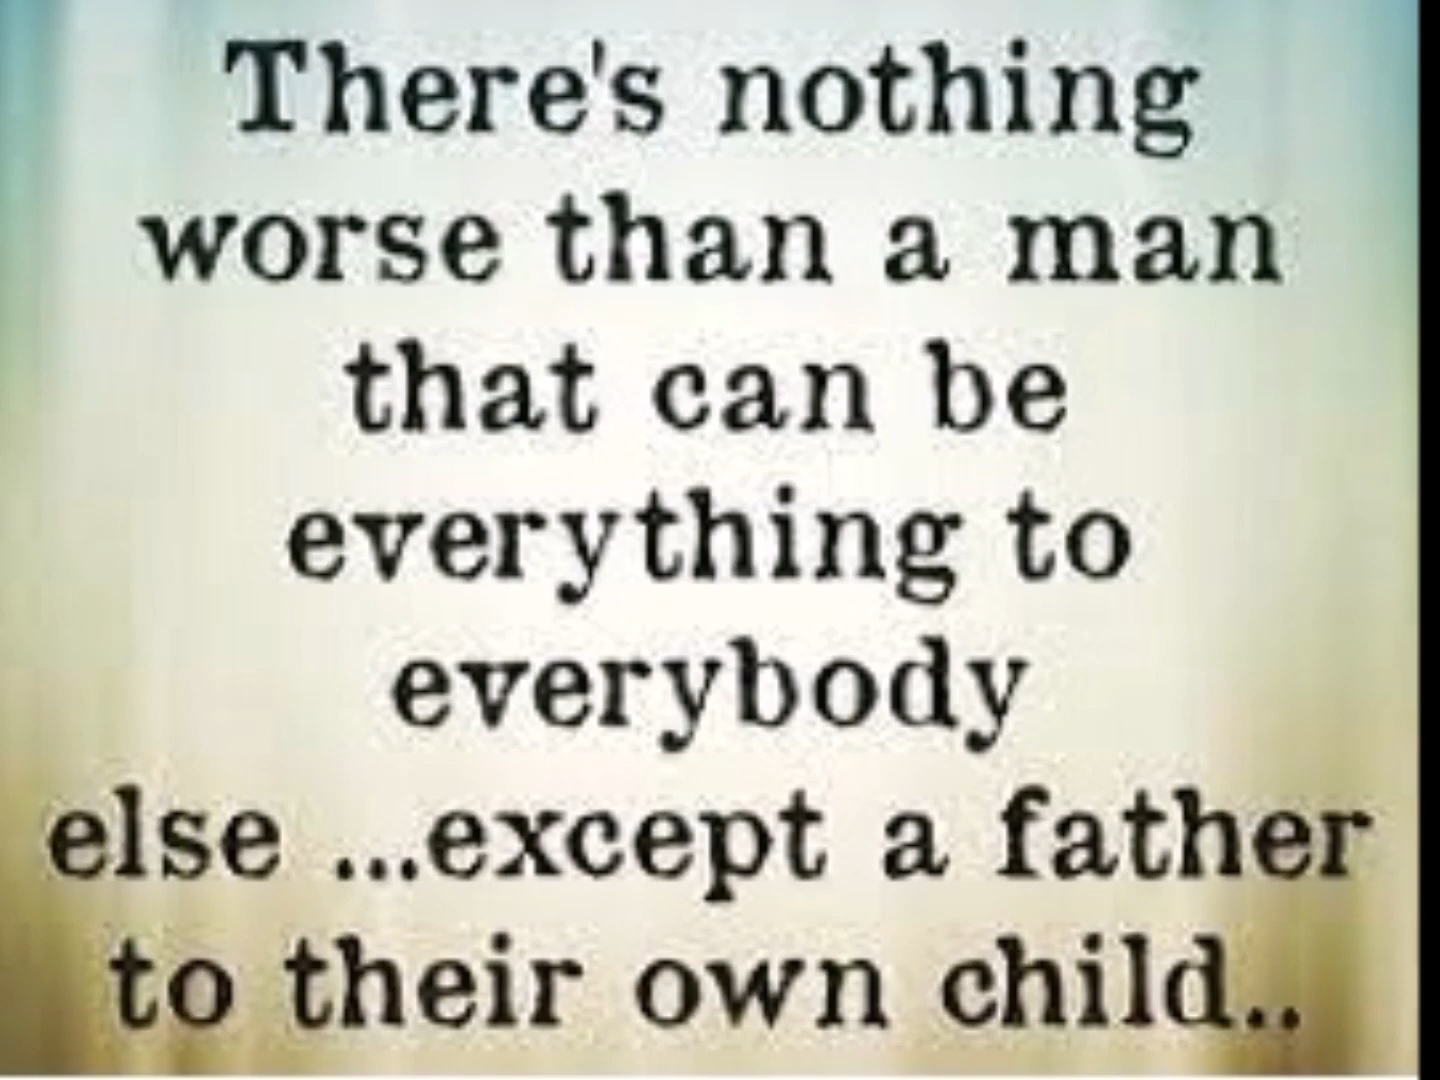 There's nothing
worse than a man
that can be
everything to
everybody
else ...except a father
to their own child..